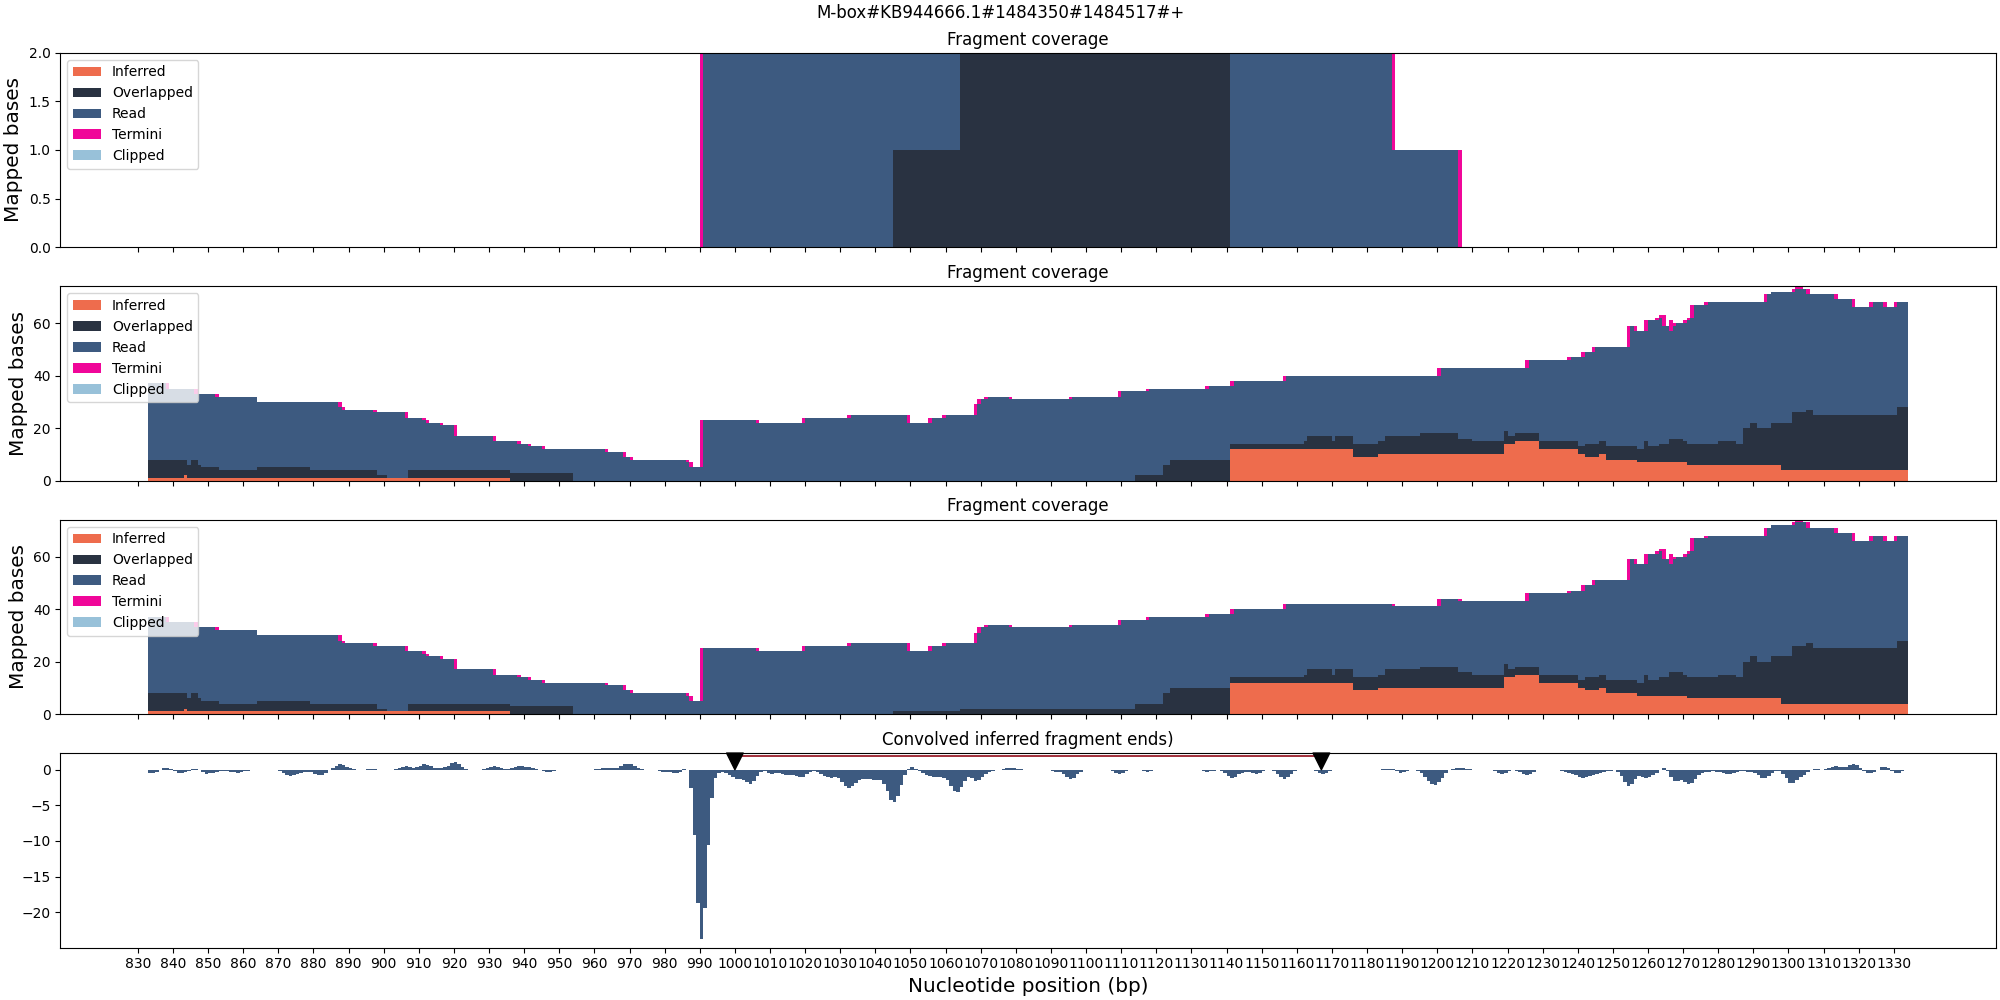 M-box#KB944666.1#1484350#1484517#+
Fragment coverage
Mapped bases
2.0
1.5
1.0
0.5
0.0
Inferred
Overlapped
Read
Termini
Clipped
Fragment coverage
Mapped bases
60
40
20
0
Inferred
Overlapped
Read
Termini
Clipped
Fragment coverage
Mapped bases
60
40
20
0
Inferred
Overlapped
Read
Termini
Clipped
Convolved inferred fragment ends)
0
−5
−10
−15
−20
830 840 850 860 870 880 890 900 910 920 930 940 950 960 970 980 990 1000 1010 1020 1030 1040 1050 1060 1070 1080 1090 1100 1110 1120 1130 1140 1150 1160 1170 1180 1190 1200 1210 1220 1230 1240 1250 1260 1270 1280 1290 1300 1310 1320 1330
Nucleotide position (bp)